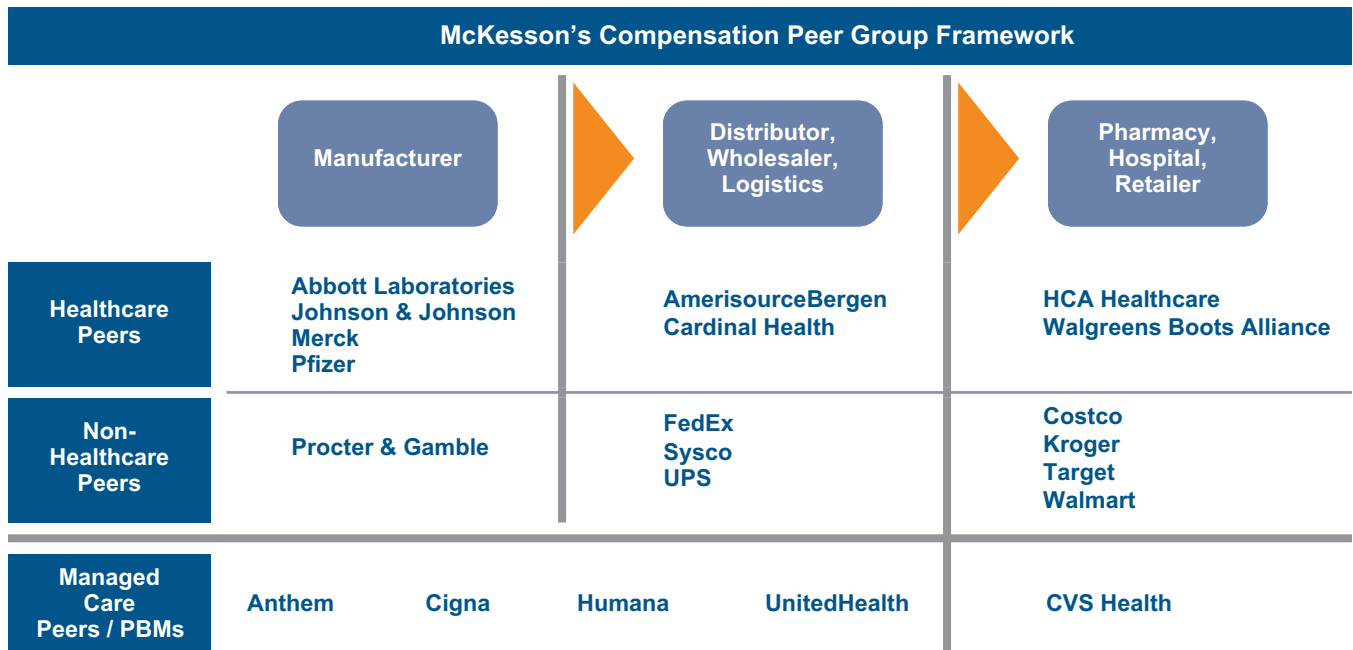 McKesson's Compensation Peer Group Framework
Manufacturer
Distributor,
Wholesaler,
Logistics
Pharmacy,
Hospital,
Retailer
Healthcare
Peers
Abbott Laboratories
Johnson & Johnson
Merck
Pfizer
AmerisourceBergen
Cardinal Health
HCA Healthcare
Walgreens Boots Alliance
Non-
Healthcare
Peers
Procter & Gamble
FedEx
Sysco
UPS
Costco
Kroger
Target
Walmart
Managed
Care
Peers / PBMs
Anthem
Cigna
Humana
UnitedHealth
CVS Health